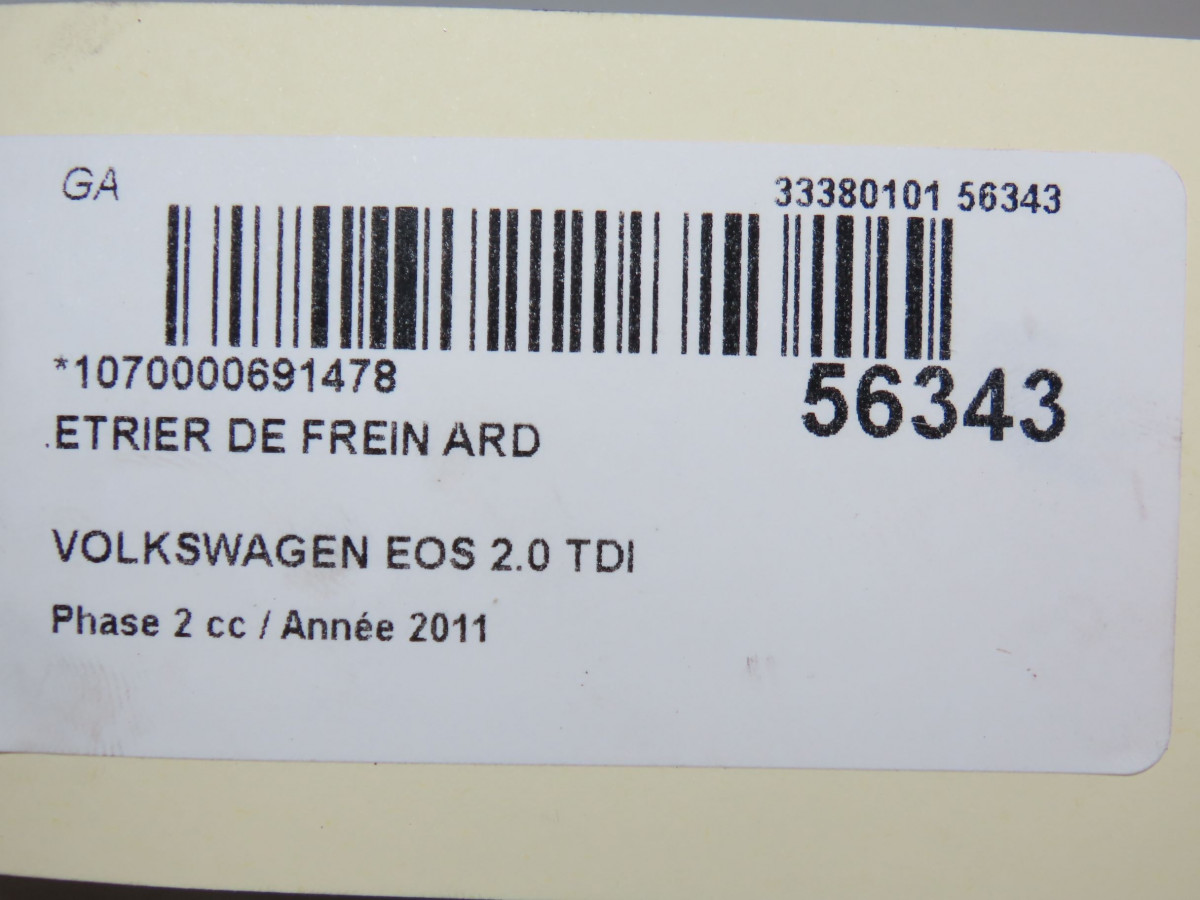 GA
33380101 56343
*1070000691478
56343
.ETRIER DE FREIN ARD
VOLKSWAGEN EOS 2.0 TDI
Phase 2 cc / Année 2011